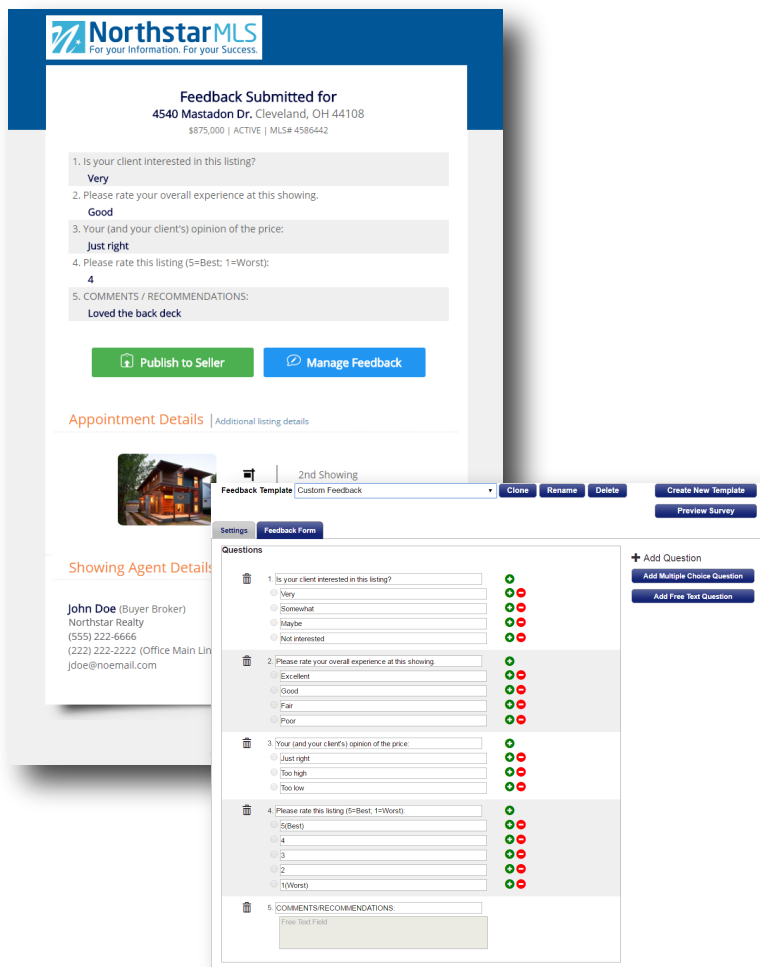 NorthstarMLS
For your Information. For your Success.
Feedback Submitted for
4540 Mastadon Dr. Cleveland, OH 44108
$875,000 | ACTIVE | MLS# 4586442
1. Is your client interested in this listing?
Very
2. Please rate your overall experience at this showing.
Good
3. Your (and your client's) opinion of the price:
Just right
4. Please rate this listing (5=Best; 1=Worst):
4
5. COMMENTS / RECOMMENDATIONS:
Loved the back deck
Publish to Seller Manage Feedback
Appointment Details | Additional listing details
2nd Showing
Showing Agent Details
John Doe (Buyer Broker)
Northstar Realty
(555) 222-6666
(222) 222-2222 (Office Main Lin
jdoe@noemail.com
Feedback Template Custom Feedback Clone Rename Delete Create New Template
Preview Survey
Settings Feedback Form
Questions
Add Question
Add Multiple Choice Question
Add Free Text Question
1. Is your client interested in this listing?
Very
Somewhat
Maybe
Not interested
2. Please rate your overall experience at this showing.
Excellent
Good
Fair
Poor
3. Your (and your client's) opinion of the price:
Just right
Too high
Too low
4. Please rate this listing (5=Best; 1=Worst):
5(Best)
4
3
2
1(Worst)
5. COMMENTS/RECOMMENDATIONS:
Free Text Field